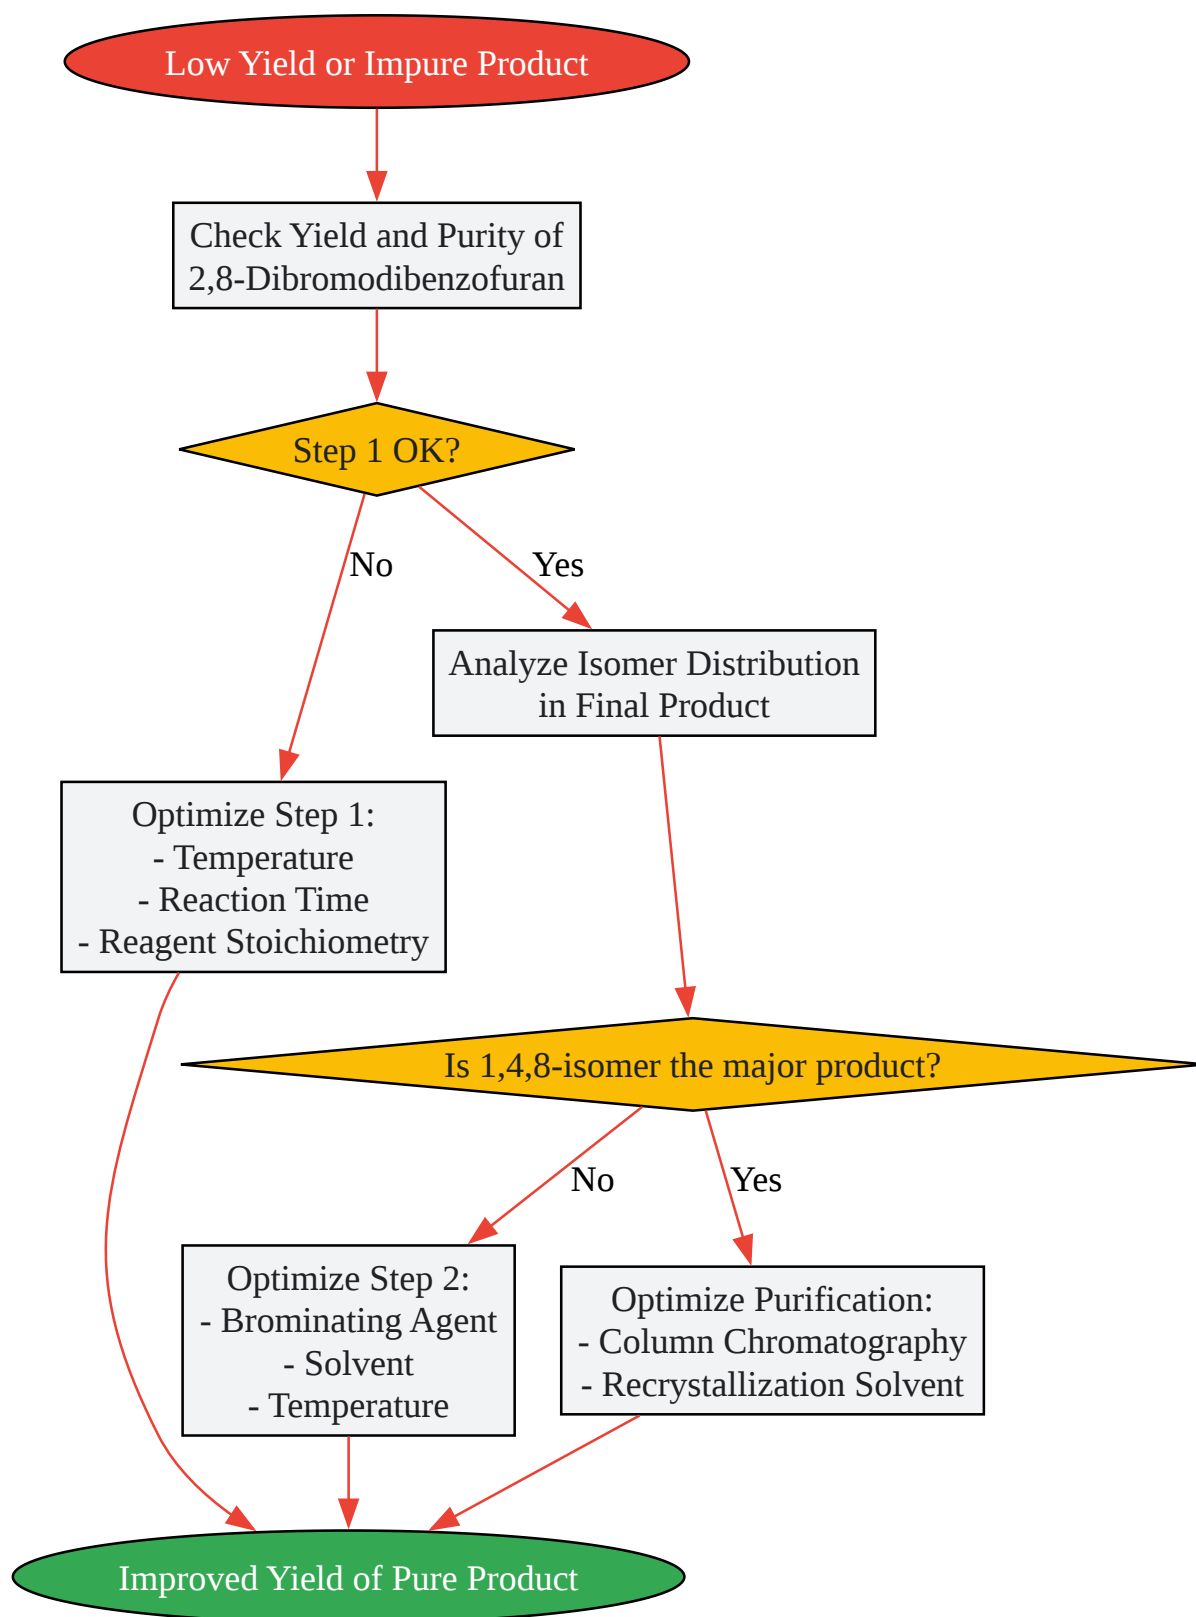 Low Yield or Impure Product
Check Yield and Purity of
2,8-Dibromodibenzofuran
Step 1 OK?
No
Yes
Analyze Isomer Distribution
in Final Product
Optimize Step 1:
- Temperature
- Reaction Time
- Reagent Stoichiometry
Is 1,4,8-isomer the major product?
No
Yes
Optimize Step 2:
- Brominating Agent
- Solvent
- Temperature
Optimize Purification:
- Column Chromatography
- Recrystallization Solvent
Improved Yield of Pure Product